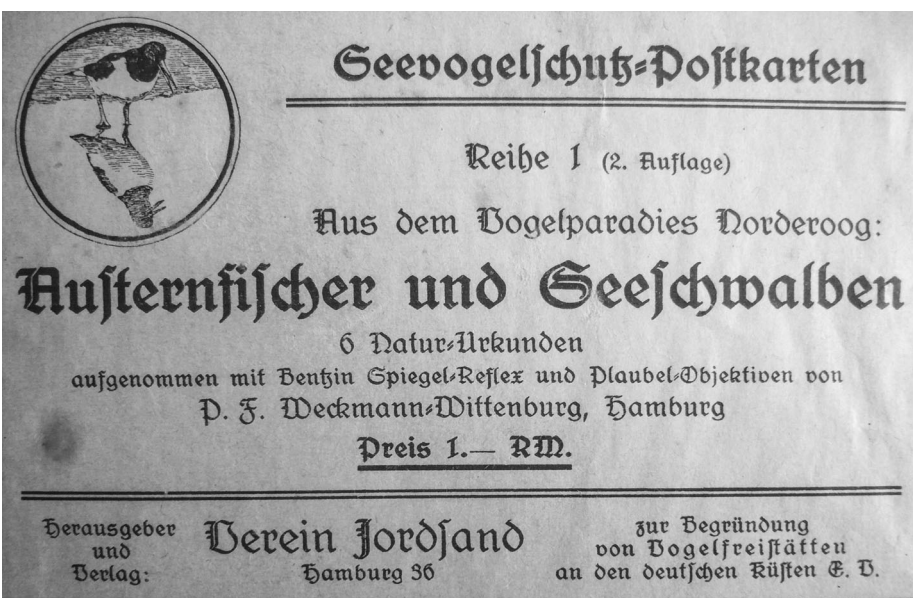 Seevogelſchutz-Poſtkarten
Reihe 1 (2. Auflage)
Aus dem Vogelparadies Norderoog:
Auſternfiſcher und Seeſchwalben
6 Natur-Urkunden
aufgenommen mit Bentzin Spiegel-Reflex und Plaubel-Objektiven von
P. F. Weckmann-Wittenburg, Hamburg
Preis 1.— RM.
Herausgeber
und
Verlag:
Verein Jordſand
Hamburg 36
zur Begründung
von Vogelfreiſtätten
an den deutſchen Küſten E. V.